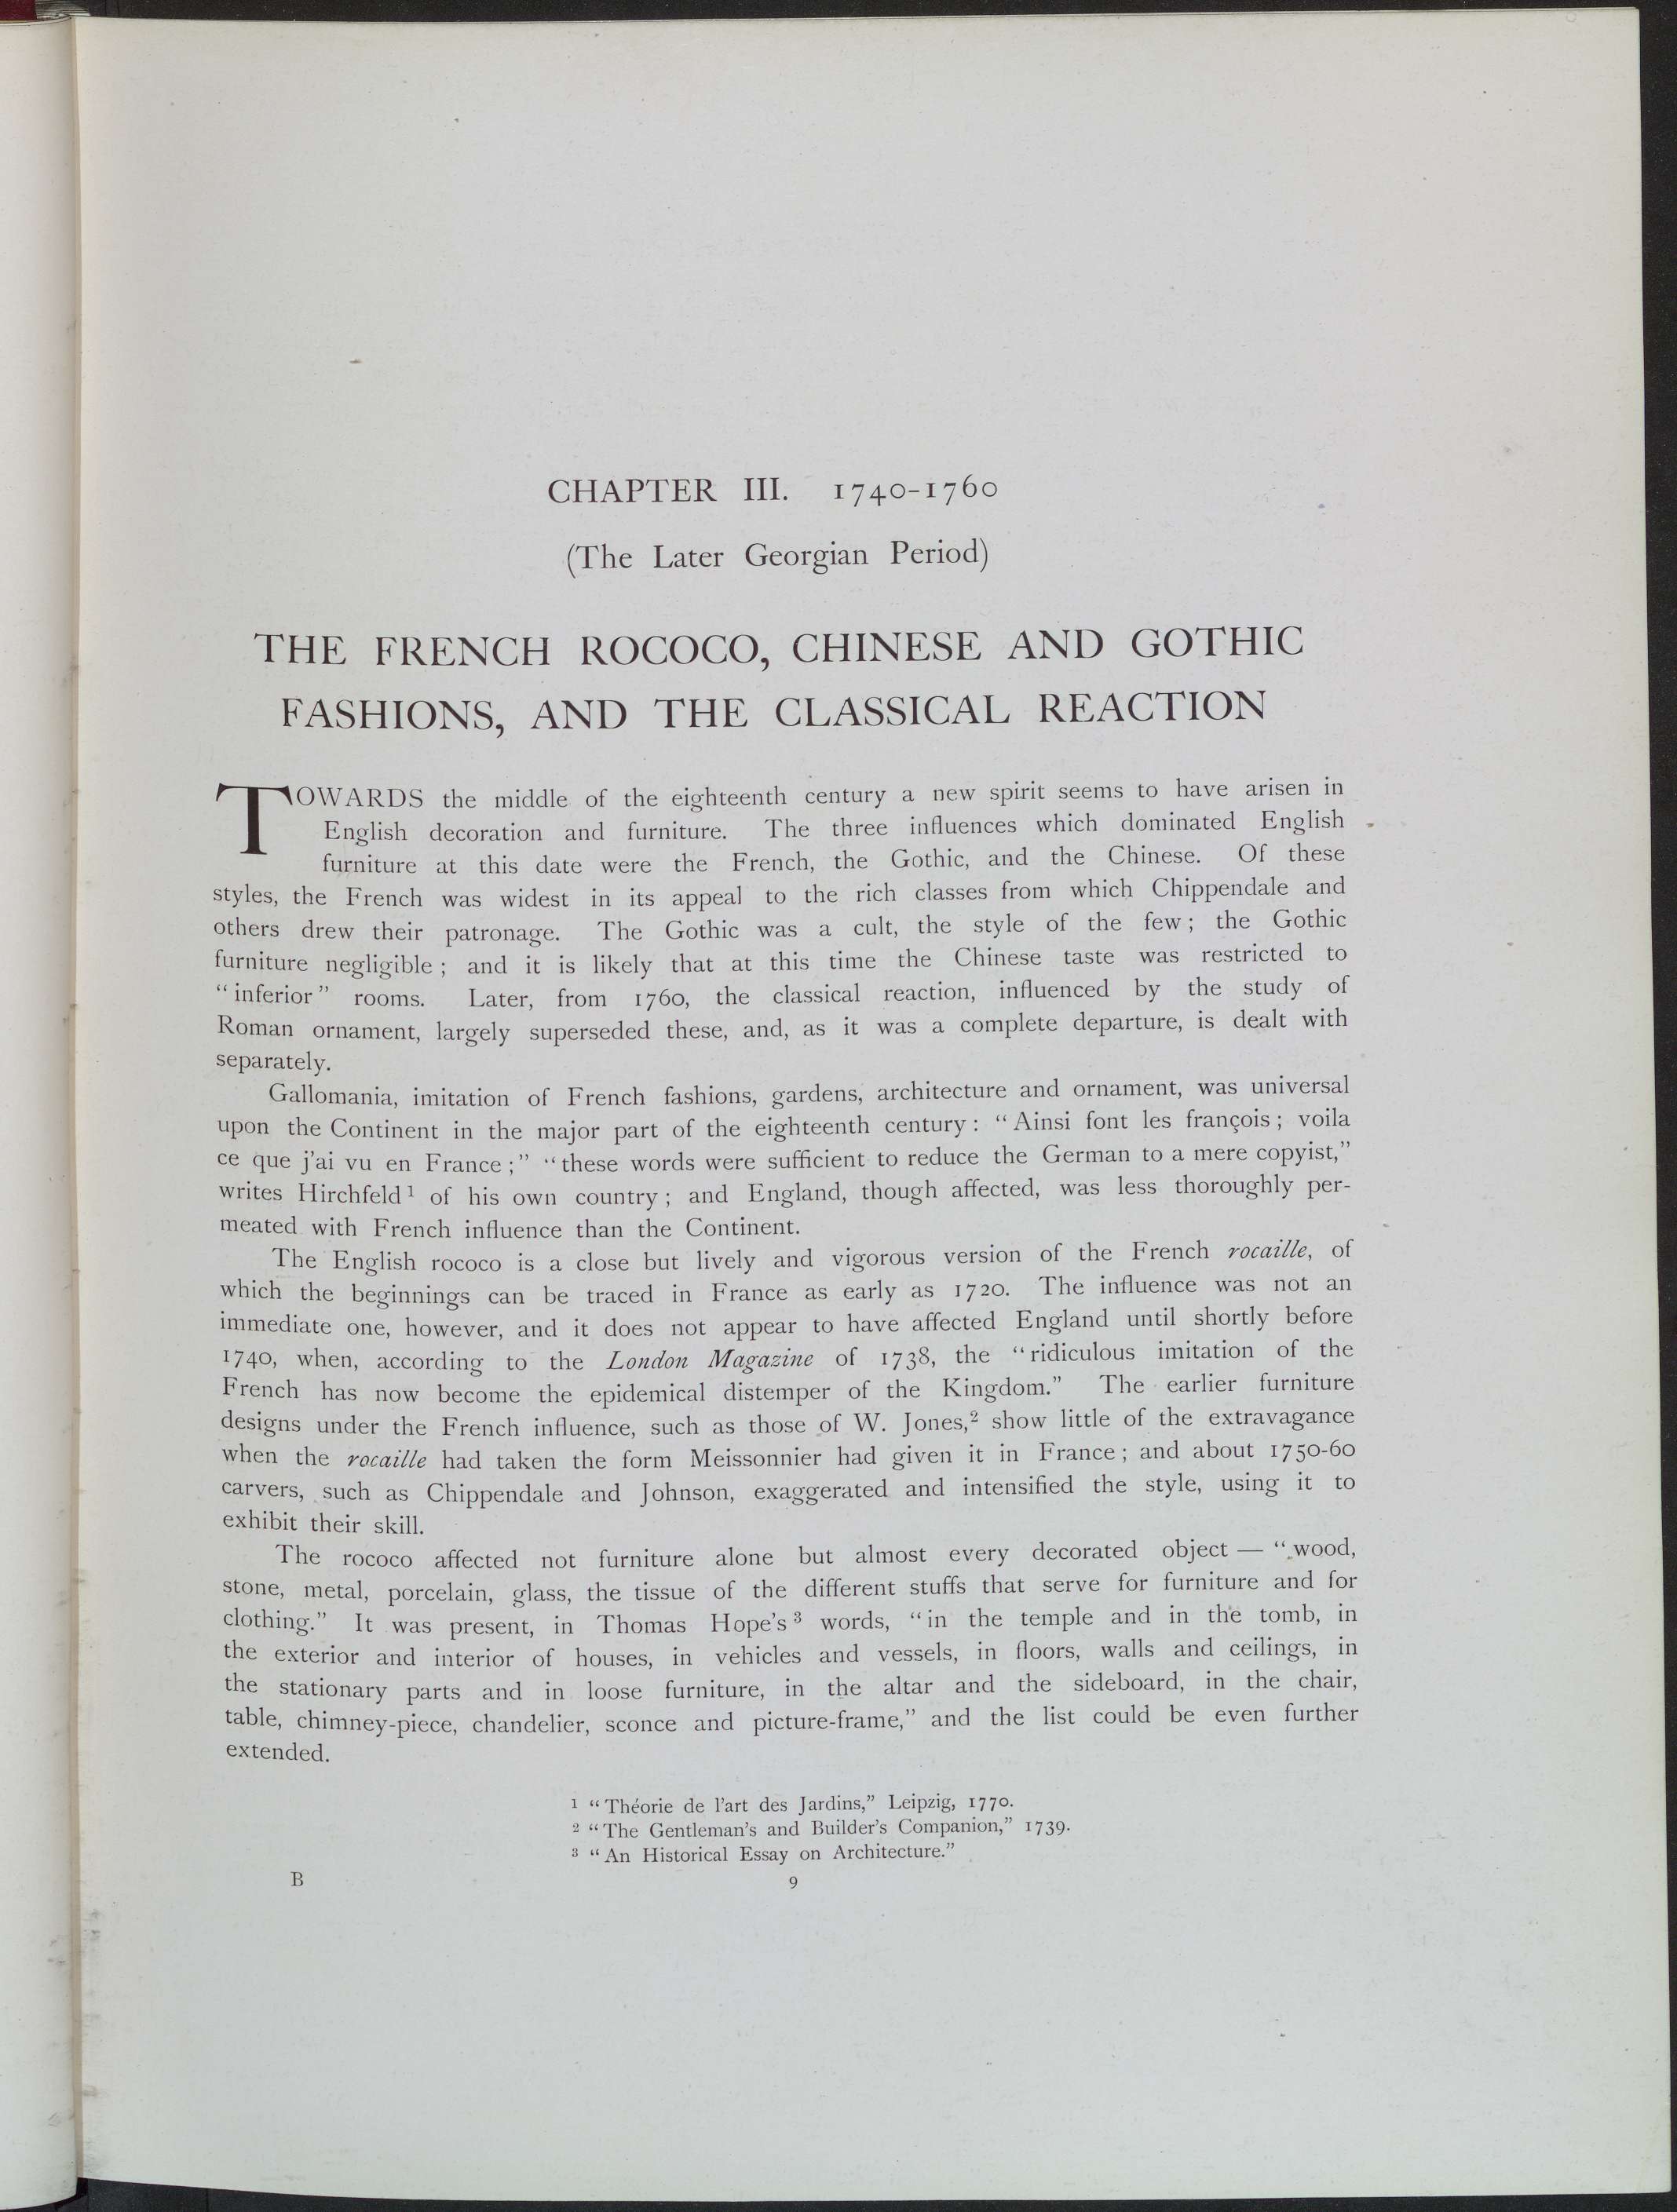 CHAPTER III. 1740-1760
(The Later Georgian Period)
THE FRENCH ROCOCO, CHINESE AND GOTHIC
FASHIONS, AND THE CLASSICAL REACTION
TOWARDS the middle of the eighteenth century a new spirit seems to have arisen in
English decoration and furniture. The three influences which dominated English
furniture at this date were the French, the Gothic, and the Chinese. Of these
styles, the French was widest in its appeal to the rich classes from which Chippendale and
others drew their patronage. The Gothic was a cult, the style of the few; the Gothic
furniture negligible; and it is likely that at this time the Chinese taste was restricted to
“inferior” rooms. Later, from 1760, the classical reaction, influenced by the study of
Roman ornament, largely superseded these, and, as it was a complete departure, is dealt with
separately.
Gallomania, imitation of French fashions, gardens, architecture and ornament, was universal
upon the Continent in the major part of the eighteenth century: “Ainsi font les françois; voila
ce que j’ai vu en France;” “these words were sufficient to reduce the German to a mere copyist,”
writes Hirchfeld¹ of his own country; and England, though affected, was less thoroughly per-
meated with French influence than the Continent.
The English rococo is a close but lively and vigorous version of the French rocaille, of
which the beginnings can be traced in France as early as 1720. The influence was not an
immediate one, however, and it does not appear to have affected England until shortly before
1740, when, according to the London Magazine of 1738, the “ridiculous imitation of the
French has now become the epidemical distemper of the Kingdom.” The earlier furniture
designs under the French influence, such as those of W. Jones,² show little of the extravagance
when the rocaille had taken the form Meissonnier had given it in France; and about 1750-60
carvers, such as Chippendale and Johnson, exaggerated and intensified the style, using it to
exhibit their skill.
The rococo affected not furniture alone but almost every decorated object — “wood,
stone, metal, porcelain, glass, the tissue of the different stuffs that serve for furniture and for
clothing.” It was present, in Thomas Hope’s³ words, “in the temple and in the tomb, in
the exterior and interior of houses, in vehicles and vessels, in floors, walls and ceilings, in
the stationary parts and in loose furniture, in the altar and the sideboard, in the chair,
table, chimney-piece, chandelier, sconce and picture-frame,” and the list could be even further
extended.
¹ “Théorie de l’art des Jardins,” Leipzig, 1770.
² “The Gentleman’s and Builder’s Companion,” 1739.
³ “An Historical Essay on Architecture.”
B 9